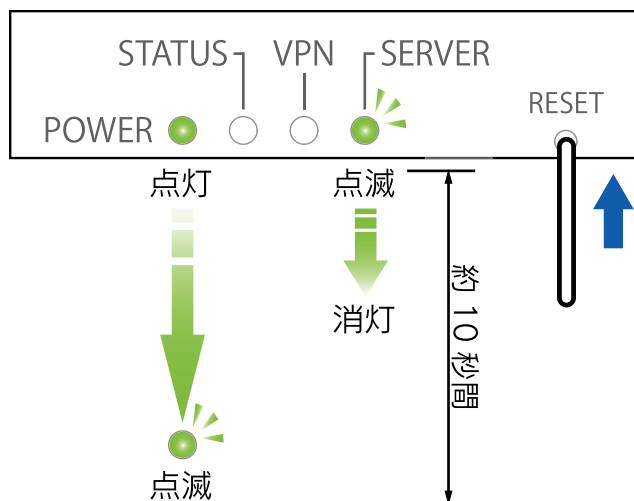 STATUS VPN SERVER
RESET
POWER
点灯 点滅
約 10 秒間
消灯
点滅